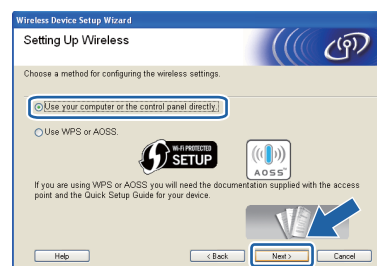 Wireless Device Setup Wizard
Setting Up Wireless
Choose a method for configuring the wireless settings.
Use your computer or the control panel directly.
Use WPS or AOSS.
WI-FI PROTECTED
SETUP
AOSS™
If you are using WPS or AOSS you will need the documentation supplied with the access
point and the Quick Setup Guide for your device.
Help
< Back
Next >
Cancel